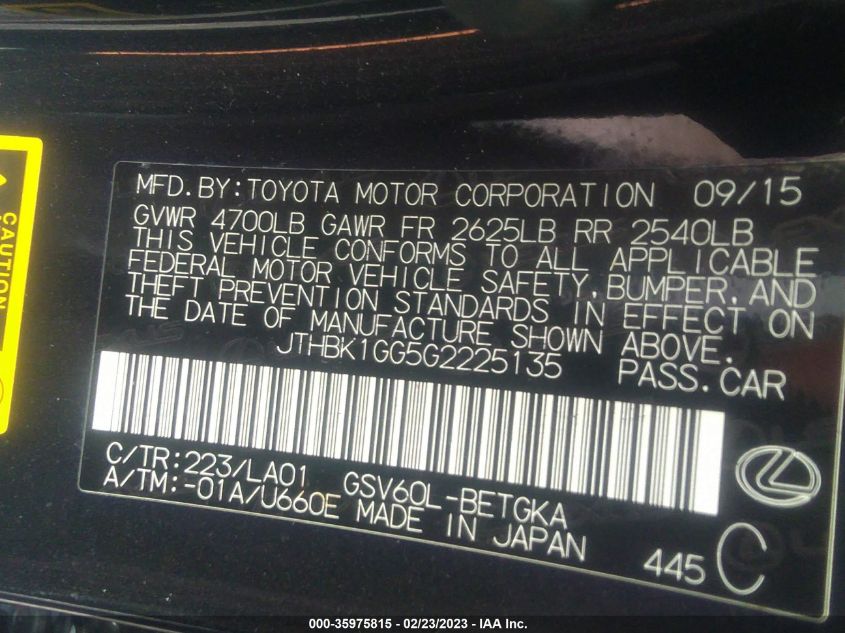 MFD.BY:TOYOTA MOTOR CORPORATION 09/15
GVWR 4700LB GAWR FR 2625LB RR 2540LB
THIS VEHICLE CONFORMS TO ALL APPLICABLE
FEDERAL MOTOR VEHICLE SAFETY,BUMPER,AND
THEFT PREVENTION STANDARDS IN EFFECT ON
THE DATE OF MANUFACTURE SHOWN ABOVE.
JTHBK1GG5G2225135 PASS.CAR
C/TR:223/LA01 GSV60L-BETGKA
A/TM:-01A/U660E MADE IN JAPAN
445 C
CAUTION
000-35975815 - 02/23/2023 - IAA Inc.